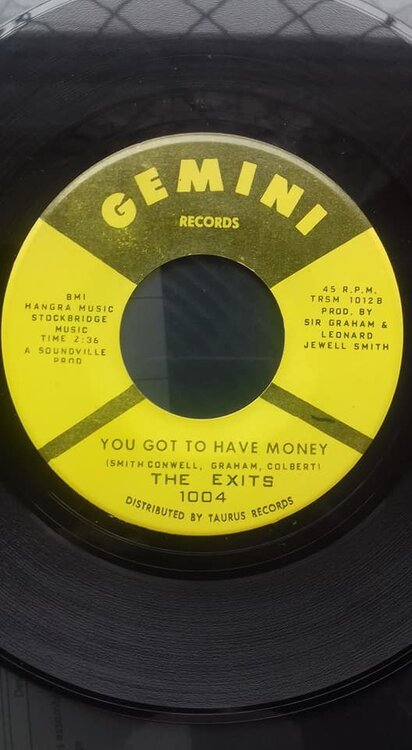 GEMINI
RECORDS
BMI
HANGRA MUSIC
STOCKBRIDGE
MUSIC
TIME 2:36
A SOUNDVILLE
PROD
45 R.P.M.
TRSM 1012B
PROD. BY
SIR GRAHAM &
LEONARD
JEWELL SMITH
YOU GOT TO HAVE MONEY
(SMITH CONWELL, GRAHAM, COLBERT)
THE EXITS
1004
DISTRIBUTED BY TAURUS RECORDS